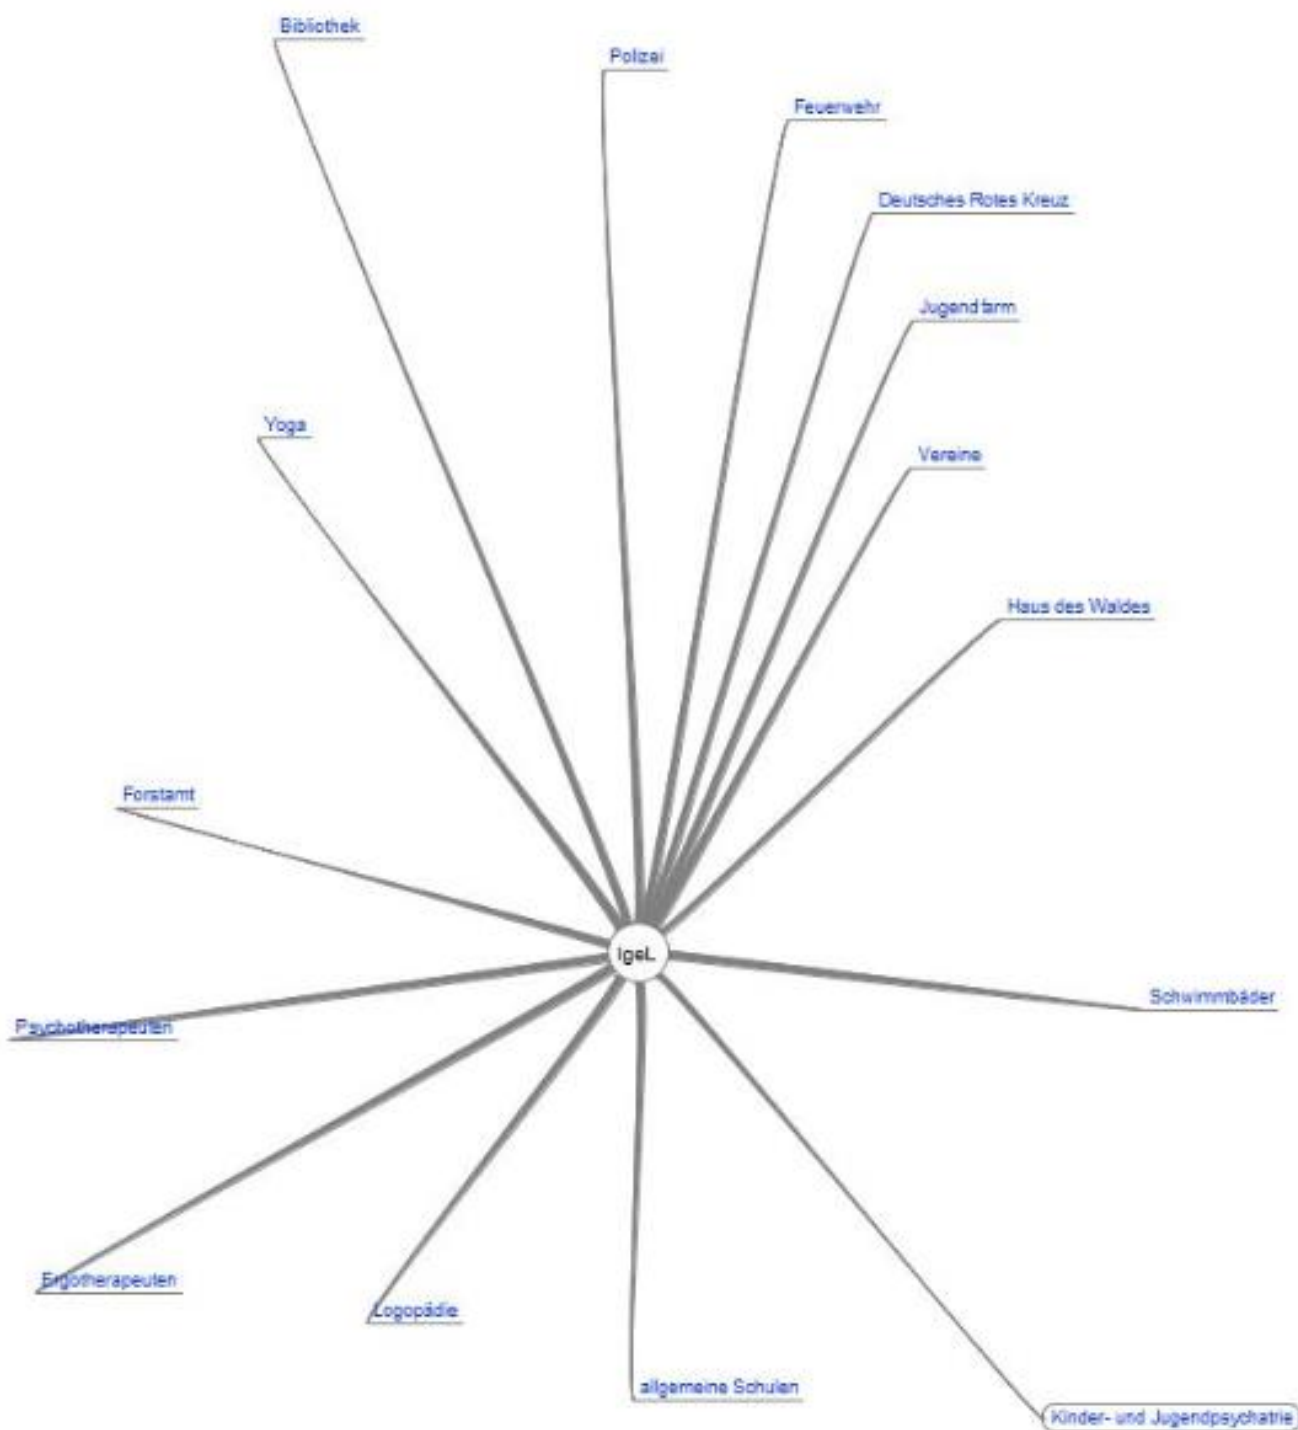 Bibliothek
Polizei
Feuerwehr
Deutsches Rotes Kreuz
Jugendfarm
Yoga
Vereine
Haus des Waldes
Forstamt
IgeL
Schwimmbäder
Psychotherapeuten
Ergotherapeuten
Logopädie
allgemeine Schulen
Kinder- und Jugendpsychatrie